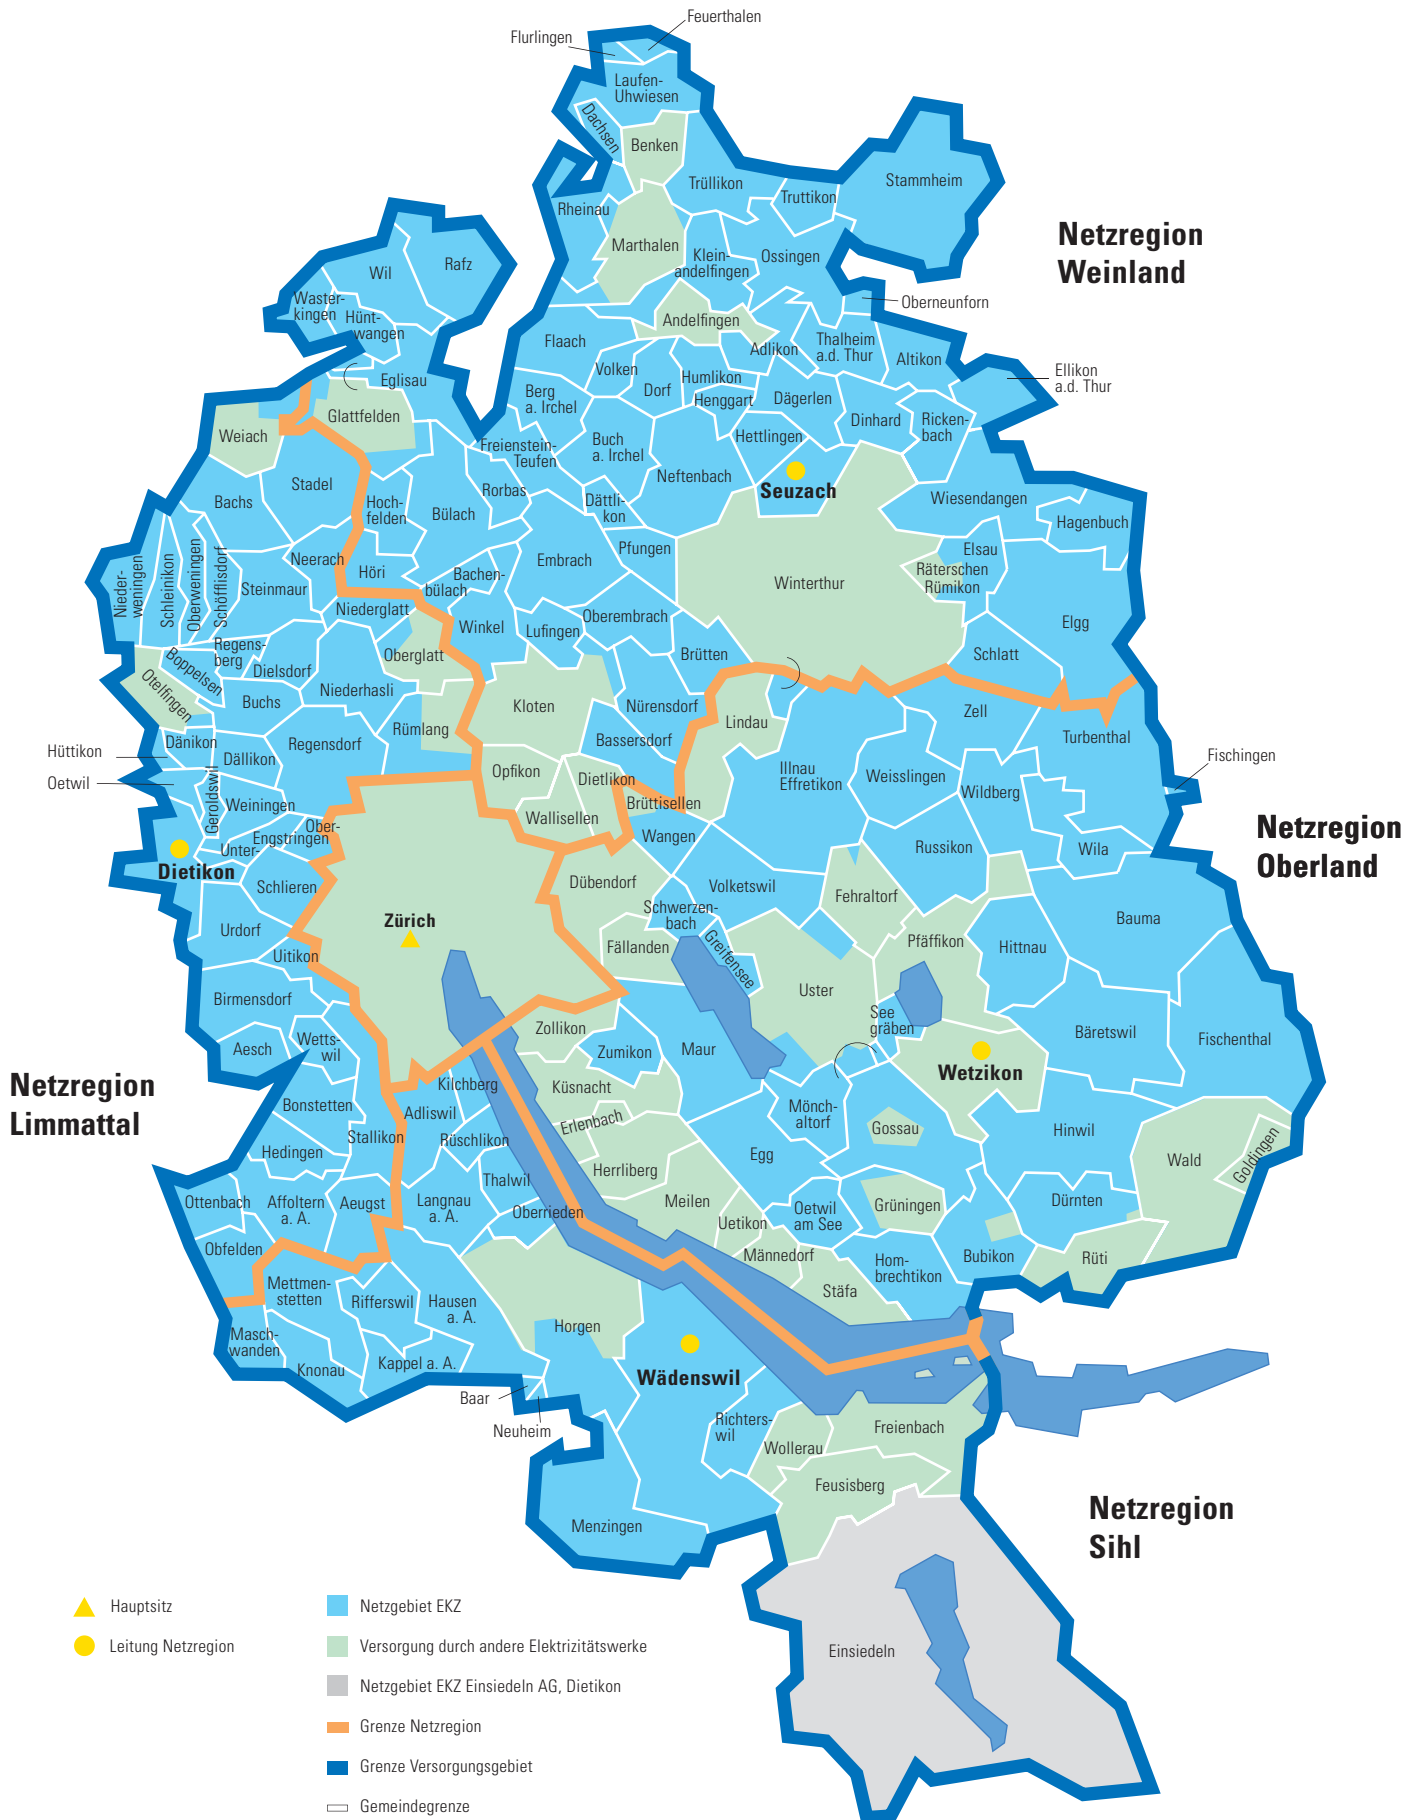 Feuerthalen
Flurlingen
Laufen-
Uhwiesen
Dachsen
Benken
Trüllikon
Truttikon
Stammheim
Rheinau
Marthalen
Klein-
andelfingen
Ossingen
Netzregion
Weinland
Wil
Rafz
Waster-
kingen
Hünt-
wangen
Oberneunforn
Andelfingen
Flaach
Adlikon
Thalheim
a.d. Thur
Altikon
Ellikon
a.d. Thur
Eglisau
Volken
Dorf
Humlikon
Henggart
Dägerlen
Berg
a. Irchel
Glattfelden
Weiach
Dinhard
Ricken-
bach
Hettlingen
Freienstein-
Teufen
Buch
a. Irchel
Neftenbach
Seuzach
Stadel
Bachs
Hoch-
felden
Bülach
Rorbas
Dättli-
kon
Wiesendangen
Hagenbuch
Pfungen
Embrach
Elsau
Räterschen
Rümikon
Winterthur
Neerach
Höri
Bachen-
bülach
Nieder-
weningen
Schleinikon
Oberweningen
Schöfflisdorf
Steinmaur
Niederglatt
Winkel
Lufingen
Oberembrach
Elgg
Brütten
Schlatt
Regens-
berg
Boppelsen
Dielsdorf
Oberglatt
Otelfingen
Buchs
Niederhasli
Kloten
Nürensdorf
Lindau
Zell
Turbenthal
Rümlang
Bassersdorf
Hüttikon
Dänikon
Dällikon
Regensdorf
Fischingen
Oetwil
Geroldswil
Weiningen
Opfikon
Dietlikon
Illnau
Effretikon
Weisslingen
Wildberg
Brüttisellen
Wallisellen
Wangen
Ober-
Engstringen
Unter-
Netzregion
Oberland
Russikon
Wila
Dietikon
Schlieren
Dübendorf
Volketswil
Fehraltorf
Schwerzen-
bach
Bauma
Zürich
Urdorf
Fällanden
Greifensee
Pfäffikon
Hittnau
Uitikon
Birmensdorf
Uster
See
gräben
Zollikon
Bäretswil
Fischenthal
Wetts-
wil
Aesch
Zumikon
Maur
Wetzikon
Netzregion
Limmattal
Kilchberg
Küsnacht
Bonstetten
Adliswil
Mönch-
altorf
Erlenbach
Gossau
Hinwil
Stallikon
Rüschlikon
Hedingen
Egg
Wald
Goldingen
Herrliberg
Thalwil
Ottenbach
Affoltern
a. A.
Aeugst
Langnau
a. A.
Meilen
Dürnten
Grüningen
Oetwil
am See
Oberrieden
Uetikon
Obfelden
Männedorf
Bubikon
Rüti
Hom-
brechtikon
Mettmen-
stetten
Stäfa
Rifferswil
Hausen
a. A.
Horgen
Masch-
wanden
Knonau
Kappel a. A.
Wädenswil
Baar
Neuheim
Richters-
wil
Wollerau
Freienbach
Feusisberg
Netzregion
Sihl
Menzingen
Einsiedeln
Hauptsitz
Leitung Netzregion
Netzgebiet EKZ
Versorgung durch andere Elektrizitätswerke
Netzgebiet EKZ Einsiedeln AG, Dietikon
Grenze Netzregion
Grenze Versorgungsgebiet
Gemeindegrenze